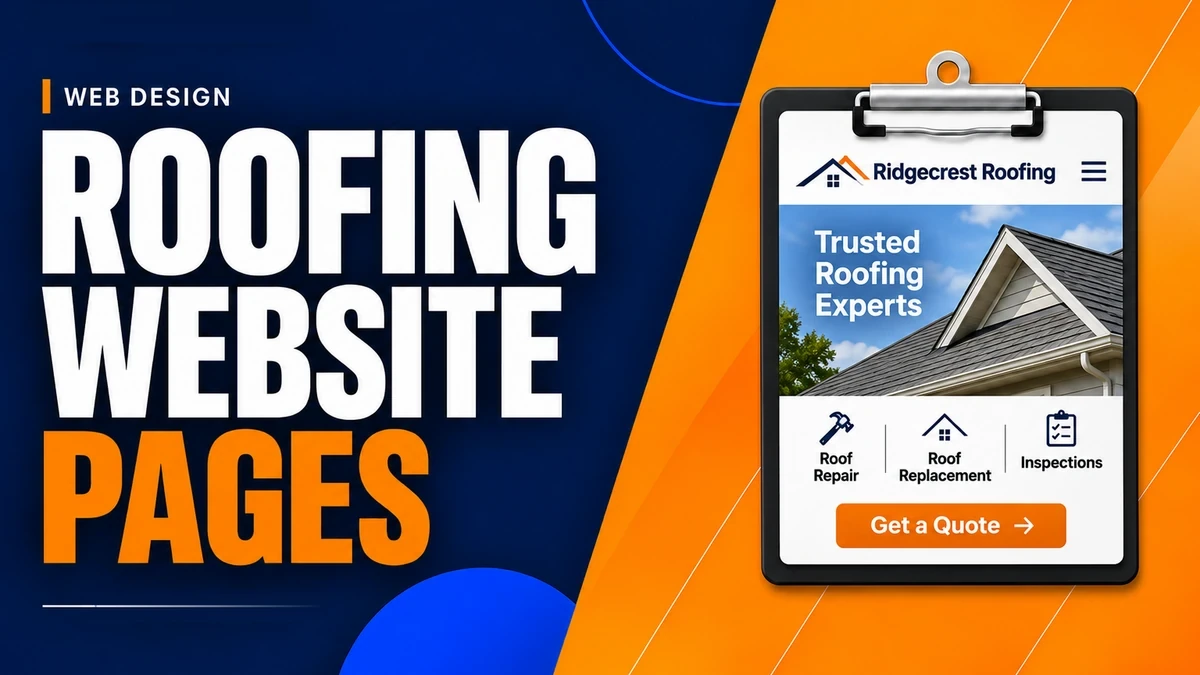 WEB DESIGN
ROOFING
WEBSITE
PAGES
Ridgecrest Roofing
Trusted
Roofing
Experts
Roof
Repair
Roof
Replacement
Inspections
Get a Quote →